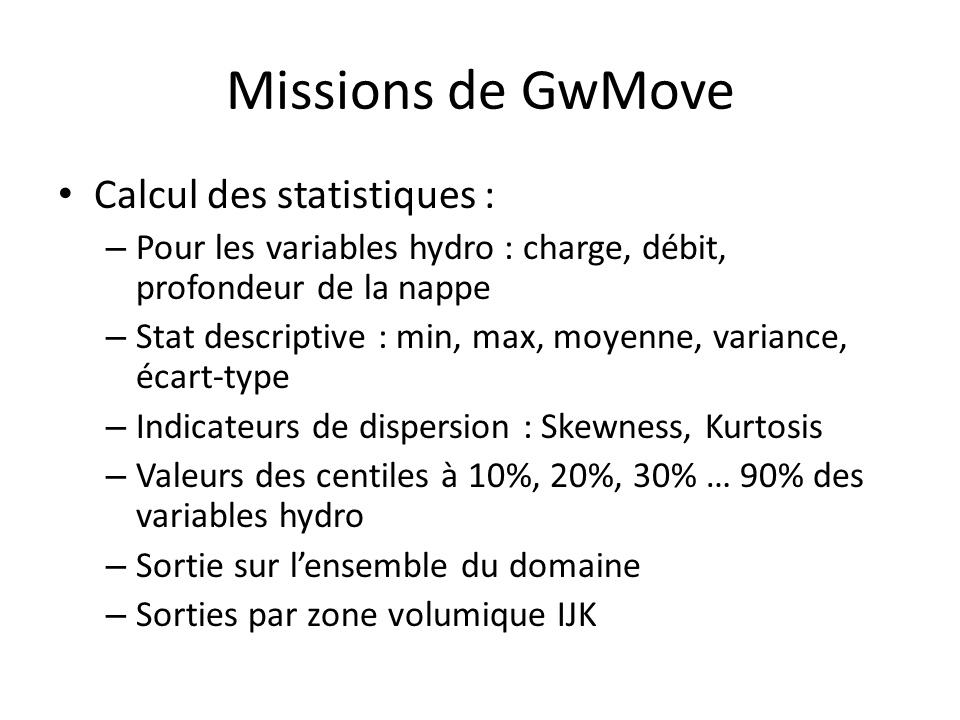 Missions de GwMove
• Calcul des statistiques :
– Pour les variables hydro : charge, débit,
profondeur de la nappe
– Stat descriptive : min, max, moyenne, variance,
écart-type
– Indicateurs de dispersion : Skewness, Kurtosis
– Valeurs des centiles à 10%, 20%, 30% … 90% des
variables hydro
– Sortie sur l’ensemble du domaine
– Sorties par zone volumique IJK